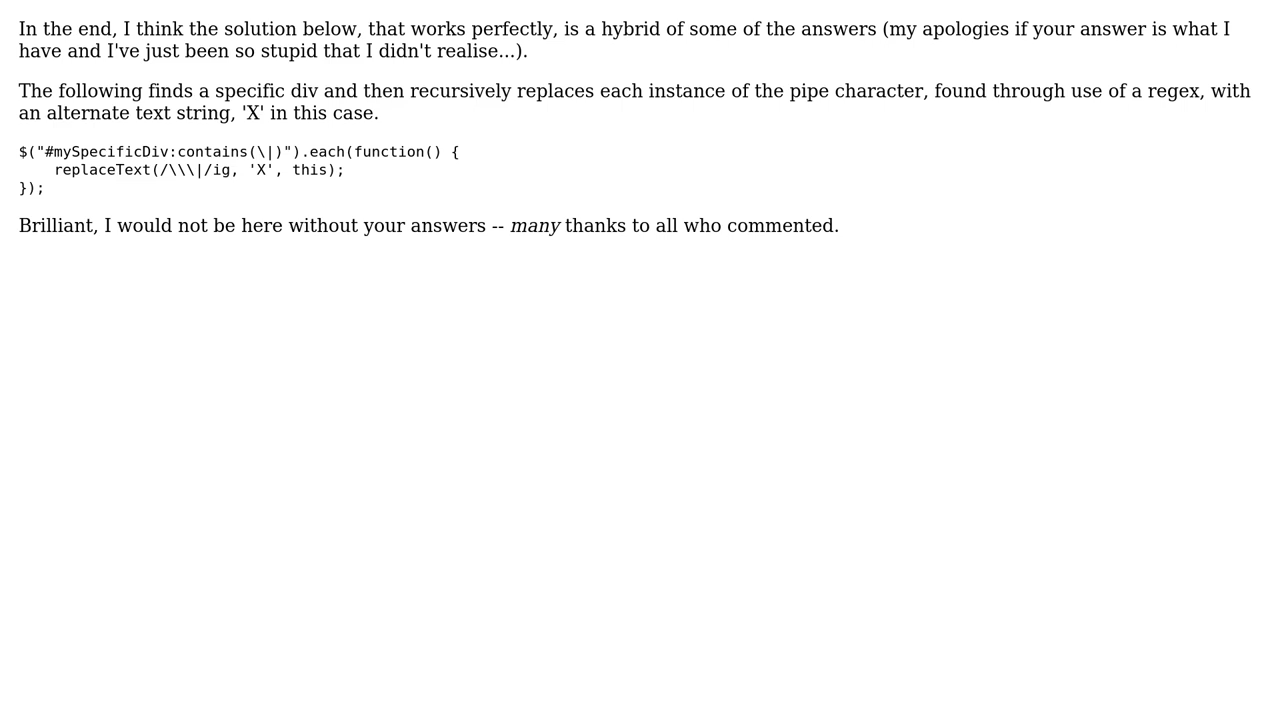 In the end, I think the solution below, that works perfectly, is a hybrid of some of the answers (my apologies if your answer is what I
have and I've just been so stupid that I didn't realise...).
The following finds a specific div and then recursively replaces each instance of the pipe character, found through use of a regex, with
an alternate text string, 'X' in this case.
$("#mySpecificDiv:contains(\|)").each(function() {
    replaceText(/\\\|/ig, 'X', this);
});
Brilliant, I would not be here without your answers -- many thanks to all who commented.